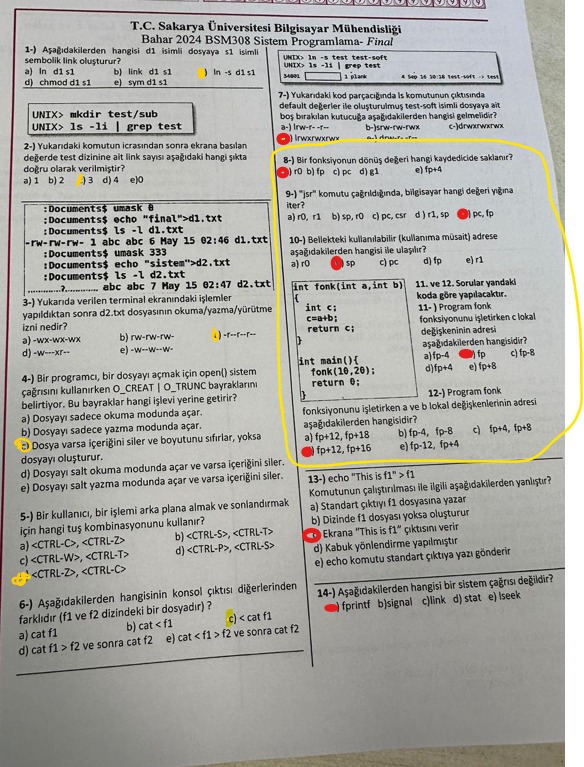 T.C. Sakarya Üniversitesi Bilgisayar Mühendisliği
Bahar 2024 BSM308 Sistem Programlama- Final
1-) Aşağıdakilerden hangisi d1 isimli dosyaya s1 isimli
sembolik link oluşturur?
a) ln d1 s1 b) link d1 s1 ) ln -s d1 s1
d) chmod d1 s1 e) sym d1 s1
UNIX> mkdir test/sub
UNIX> ls -li | grep test
2-) Yukarıdaki komutun icrasından sonra ekrana basılan
değerde test dizinine ait link sayısı aşağıdaki hangi şıkta
doğru olarak verilmiştir?
a) 1 b) 2 ) 3 d) 4 e)0
:Documents$ umask 0
:Documents$ echo "final">d1.txt
:Documents$ ls -l d1.txt
-rw-rw-rw- 1 abc abc 6 May 15 02:46 d1.txt
:Documents$ umask 333
:Documents$ echo "sistem">d2.txt
:Documents$ ls -l d2.txt
............?........... abc abc 7 May 15 02:47 d2.txt
3-) Yukarıda verilen terminal ekranındaki işlemler
yapıldıktan sonra d2.txt dosyasının okuma/yazma/yürütme
izni nedir?
a) -wx-wx-wx b) rw-rw-rw- ) -r--r--r--
d) -w---xr-- e) -w--w--w-
4-) Bir programcı, bir dosyayı açmak için open() sistem
çağrısını kullanırken O_CREAT | O_TRUNC bayraklarını
belirtiyor. Bu bayraklar hangi işlevi yerine getirir?
a) Dosyayı sadece okuma modunda açar.
b) Dosyayı sadece yazma modunda açar.
c) Dosya varsa içeriğini siler ve boyutunu sıfırlar, yoksa
dosyayı oluşturur.
d) Dosyayı salt okuma modunda açar ve varsa içeriğini siler.
e) Dosyayı salt yazma modunda açar ve varsa içeriğini siler.
5-) Bir kullanıcı, bir işlemi arka plana almak ve sonlandırmak
için hangi tuş kombinasyonunu kullanır?
a) <CTRL-C>, <CTRL-Z> b) <CTRL-S>, <CTRL-T>
c) <CTRL-W>, <CTRL-T> d) <CTRL-P>, <CTRL-S>
<CTRL-Z>, <CTRL-C>
6-) Aşağıdakilerden hangisinin konsol çıktısı diğerlerinden
farklıdır (f1 ve f2 dizindeki bir dosyadır) ?
a) cat f1 b) cat < f1 c) < cat f1
d) cat f1 > f2 ve sonra cat f2 e) cat < f1 > f2 ve sonra cat f2
UNIX> ln -s test test-soft
UNIX> ls -li | grep test
34801 1 plank 4 Sep 16 10:18 test-soft -> test
7-) Yukarıdaki kod parçacığında ls komutunun çıktısında
default değerler ile oluşturulmuş test-soft isimli dosyada ait
boş bırakılan kutucuğa aşağıdakilerden hangisi gelmelidir?
a-) lrw-r--r-- b-)srw-rw-rwx c-)drwxrwxrwx
) lrwxrwxrwx
8-) Bir fonksiyonun dönüş değeri hangi kaydedicide saklanır?
) r0 b) fp c) pc d) g1 e) fp+4
9-) "jsr" komutu çağrıldığında, bilgisayar hangi değeri yığına
iter?
a) r0, r1 b) sp, r0 c) pc, csr d) r1, sp ) pc, fp
10-) Bellekteki kullanılabilir (kullanıma müsait) adrese
aşağıdakilerden hangisi ile ulaşılır?
a) r0 ) sp c) pc d) fp e) r1
int fonk(int a,int b)
{
int c;
c=a+b;
return c;
}
int main(){
fonk(10,20);
return 0;
}
11. ve 12. Sorular yandaki
koda göre yapılacaktır.
11- ) Program fonk
fonksiyonunu işletirken c lokal
değişkeninin adresi
aşağıdakilerden hangisidir?
a) fp-4 ) fp c) fp-8
d)fp+4 e) fp+8
12-) Program fonk
fonksiyonunu işletirken a ve b lokal değişkenlerinin adresi
aşağıdakilerden hangisidir?
a) fp+12, fp+18 b) fp-4, fp-8 c) fp+4, fp+8
) fp+12, fp+16 e) fp-12, fp+4
13-) echo "This is f1" > f1
Komutunun çalıştırılması ile ilgili aşağıdakilerden yanlıştır?
a) Standart çıktıyı f1 dosyasına yazar
b) Dizinde f1 dosyası yoksa oluşturur
) Ekrana "This is f1" çıktısını verir
d) Kabuk yönlendirme yapılmıştır
e) echo komutu standart çıktıya yazı gönderir
14-) Aşağıdakilerden hangisi bir sistem çağrısı değildir?
) fprintf b)signal c)link d) stat e) lseek